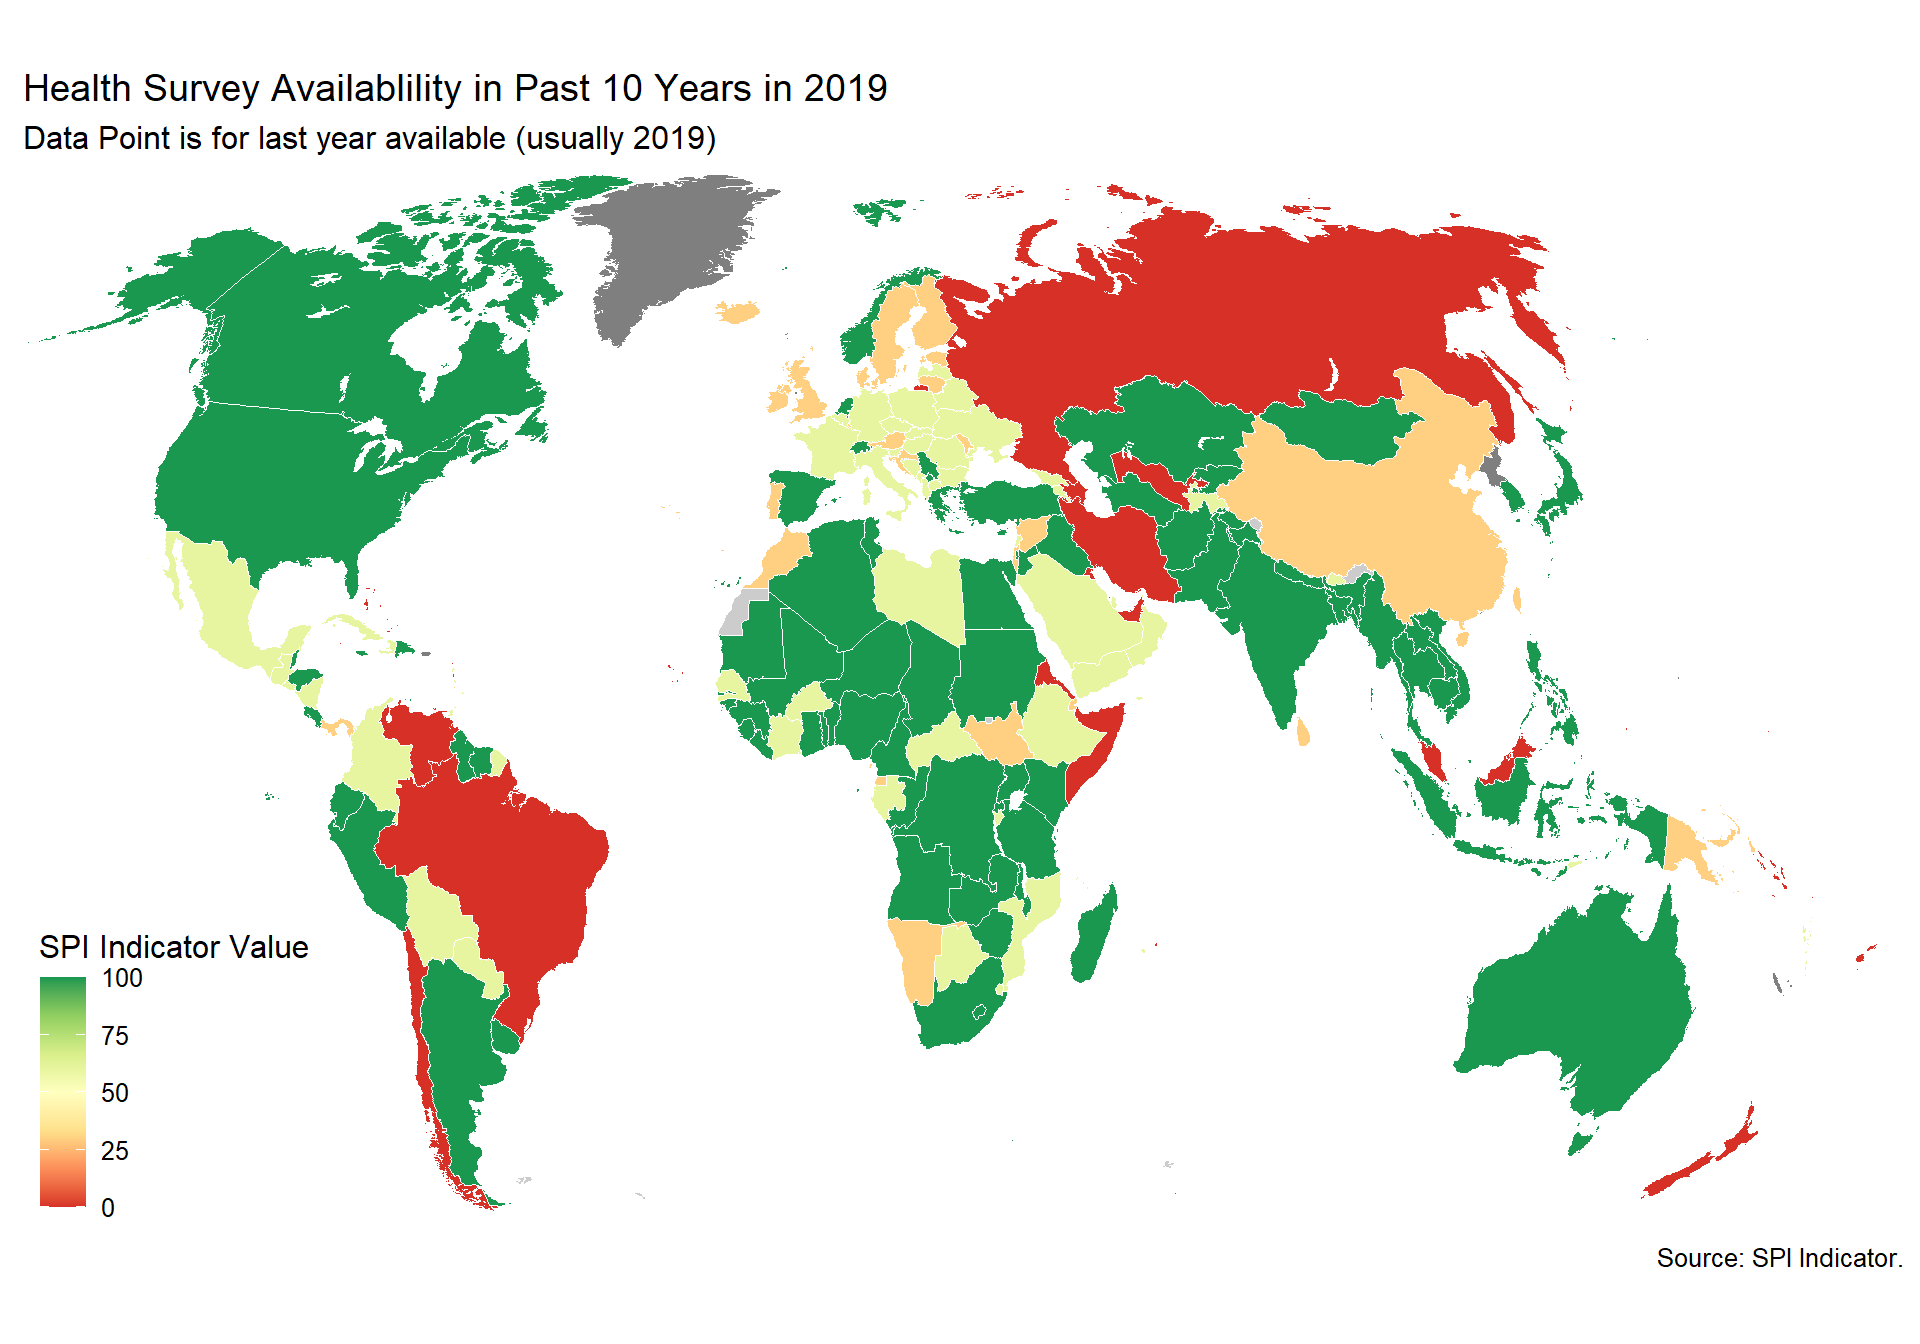 Health Survey Availablility in Past 10 Years in 2019
Data Point is for last year available (usually 2019)
SPI Indicator Value
100
75
50
25
0
Source: SPI Indicator.